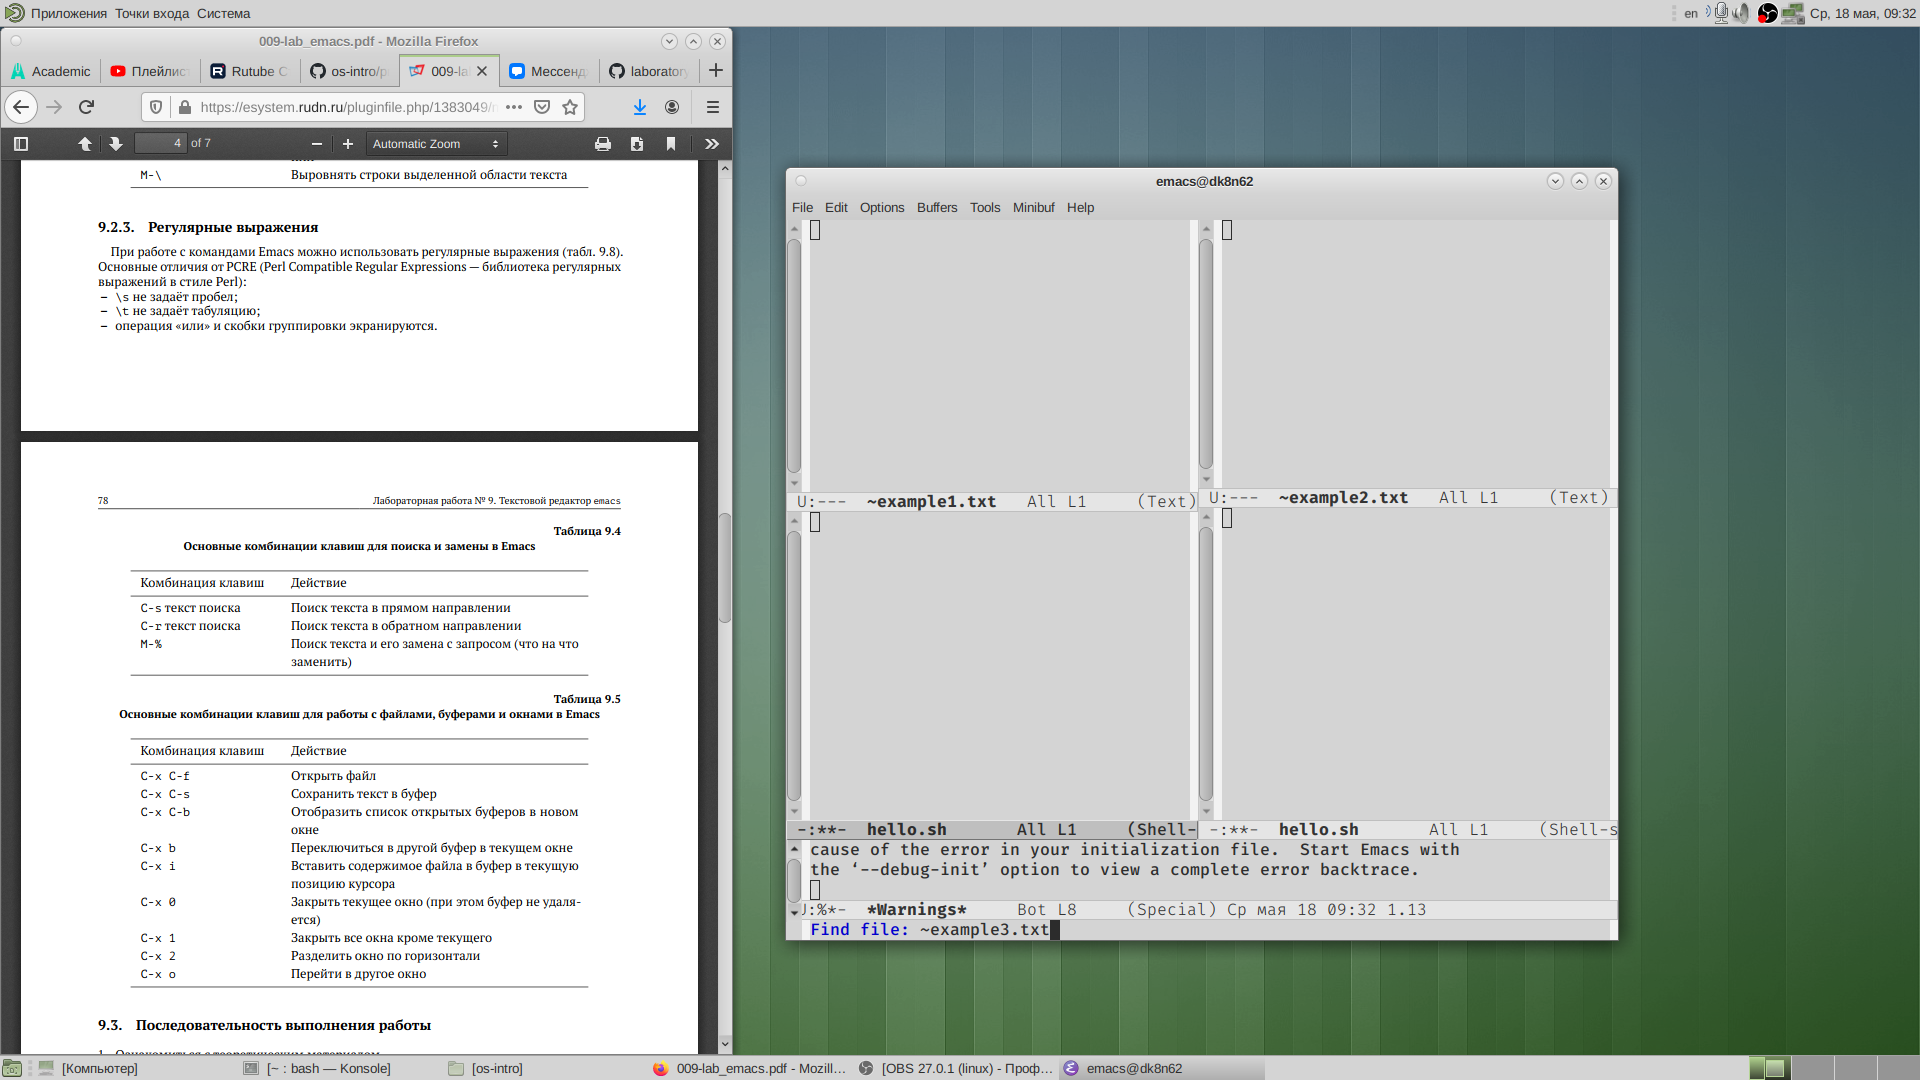 Приложения Точки входа Система
en
Ср, 18 мая, 09:32
009-lab_emacs.pdf - Mozilla Firefox
Academic
Плейлис
Rutube C
os-intro/p
009-la
Мессенд
laboratory
https://esystem.rudn.ru/pluginfile.php/1383049/
4 of 7
Automatic Zoom
M-\ Выровнять строки выделенной области текста
9.2.3. Регулярные выражения
При работе с командами Emacs можно использовать регулярные выражения (табл. 9.8).
Основные отличия от PCRE (Perl Compatible Regular Expressions — библиотека регулярных
выражений в стиле Perl):
– \s не задаёт пробел;
– \t не задаёт табуляцию;
– операция «или» и скобки группировки экранируются.
78 Лабораторная работа № 9. Текстовой редактор emacs
Таблица 9.4
Основные комбинации клавиш для поиска и замены в Emacs
Комбинация клавиш Действие
C-s текст поиска Поиск текста в прямом направлении
C-r текст поиска Поиск текста в обратном направлении
M-% Поиск текста и его замена с запросом (что на что
заменить)
Таблица 9.5
Основные комбинации клавиш для работы с файлами, буферами и окнами в Emacs
Комбинация клавиш Действие
C-x C-f Открыть файл
C-x C-s Сохранить текст в буфер
C-x C-b Отобразить список открытых буферов в новом
окне
C-x b Переключиться в другой буфер в текущем окне
C-x i Вставить содержимое файла в буфер в текущую
позицию курсора
C-x 0 Закрыть текущее окно (при этом буфер не удаля-
ется)
C-x 1 Закрыть все окна кроме текущего
C-x 2 Разделить окно по горизонтали
C-x o Перейти в другое окно
9.3. Последовательность выполнения работы
1. Ознакомиться с теоретическим материалом.
emacs@dk8n62
File Edit Options Buffers Tools Minibuf Help
U:--- ~example1.txt All L1 (Text)
U:--- ~example2.txt All L1 (Text)
-:**- hello.sh All L1 (Shell-
-:**- hello.sh All L1 (Shell-s
cause of the error in your initialization file. Start Emacs with
the ‘--debug-init’ option to view a complete error backtrace.
U:%*- *Warnings* Bot L8 (Special) Ср мая 18 09:32 1.13
Find file: ~example3.txt
[Компьютер]
[~ : bash — Konsole]
[os-intro]
009-lab_emacs.pdf - Mozill...
[OBS 27.0.1 (linux) - Проф...
emacs@dk8n62